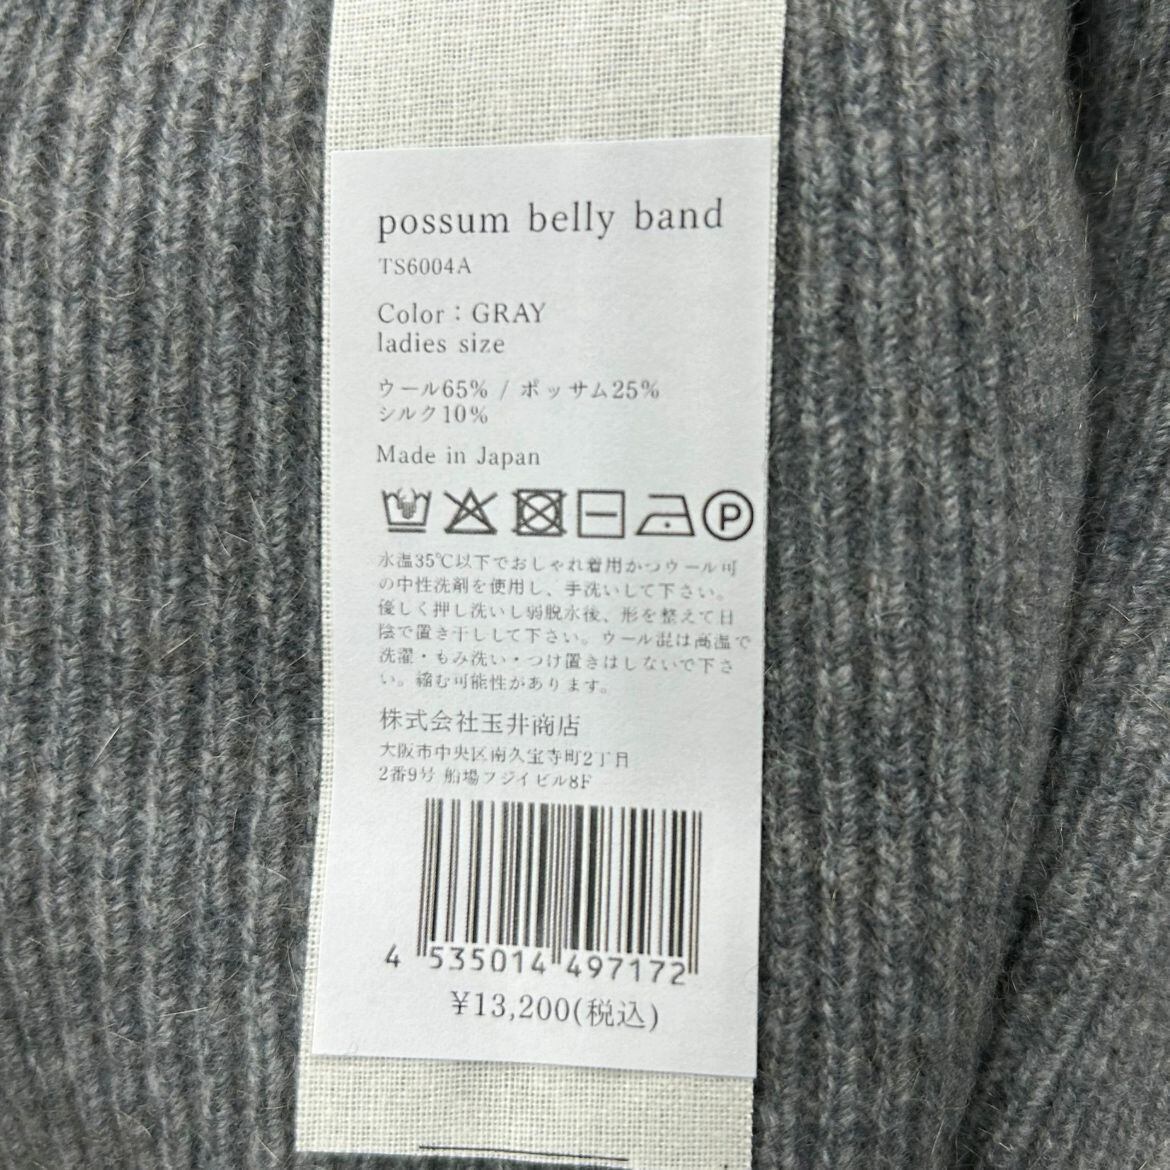 possum belly band
TS6004A
Color：GRAY
ladies size
ウール65% / ポッサム25%
シルク10%
Made in Japan
P
水温35℃以下でおしゃれ着用かつウール可
の中性洗剤を使用し、手洗いして下さい。
優しく押し洗いし弱脱水後、形を整えて日
陰で置き干しして下さい。ウール混は高温で
洗濯・もみ洗い・つけ置きはしないで下さ
い。縮む可能性があります。
株式会社玉井商店
大阪市中央区南久宝寺町2丁目
2番9号 船場フジイビル8F
4 535014 497172
¥13,200(税込)